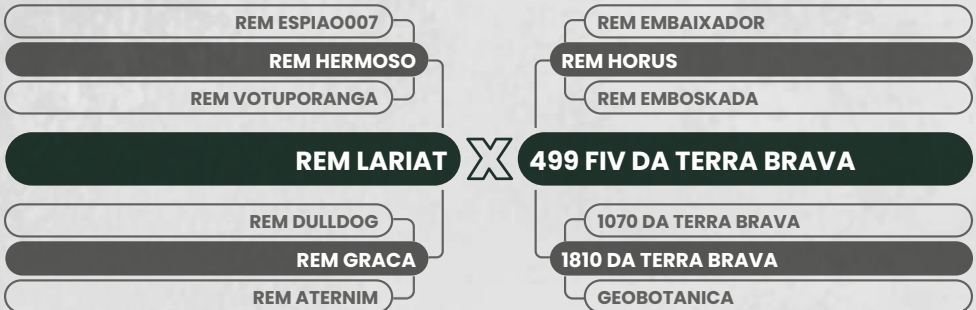 REM ESPIAO007
REM HERMOSO
REM VOTUPORANGA
REM LARIAT
REM DULLDOG
REM GRACA
REM ATERNIM
X
REM EMBAIXADOR
REM HORUS
REM EMBOSKADA
499 FIV DA TERRA BRAVA
1070 DA TERRA BRAVA
1810 DA TERRA BRAVA
GEOBOTANICA